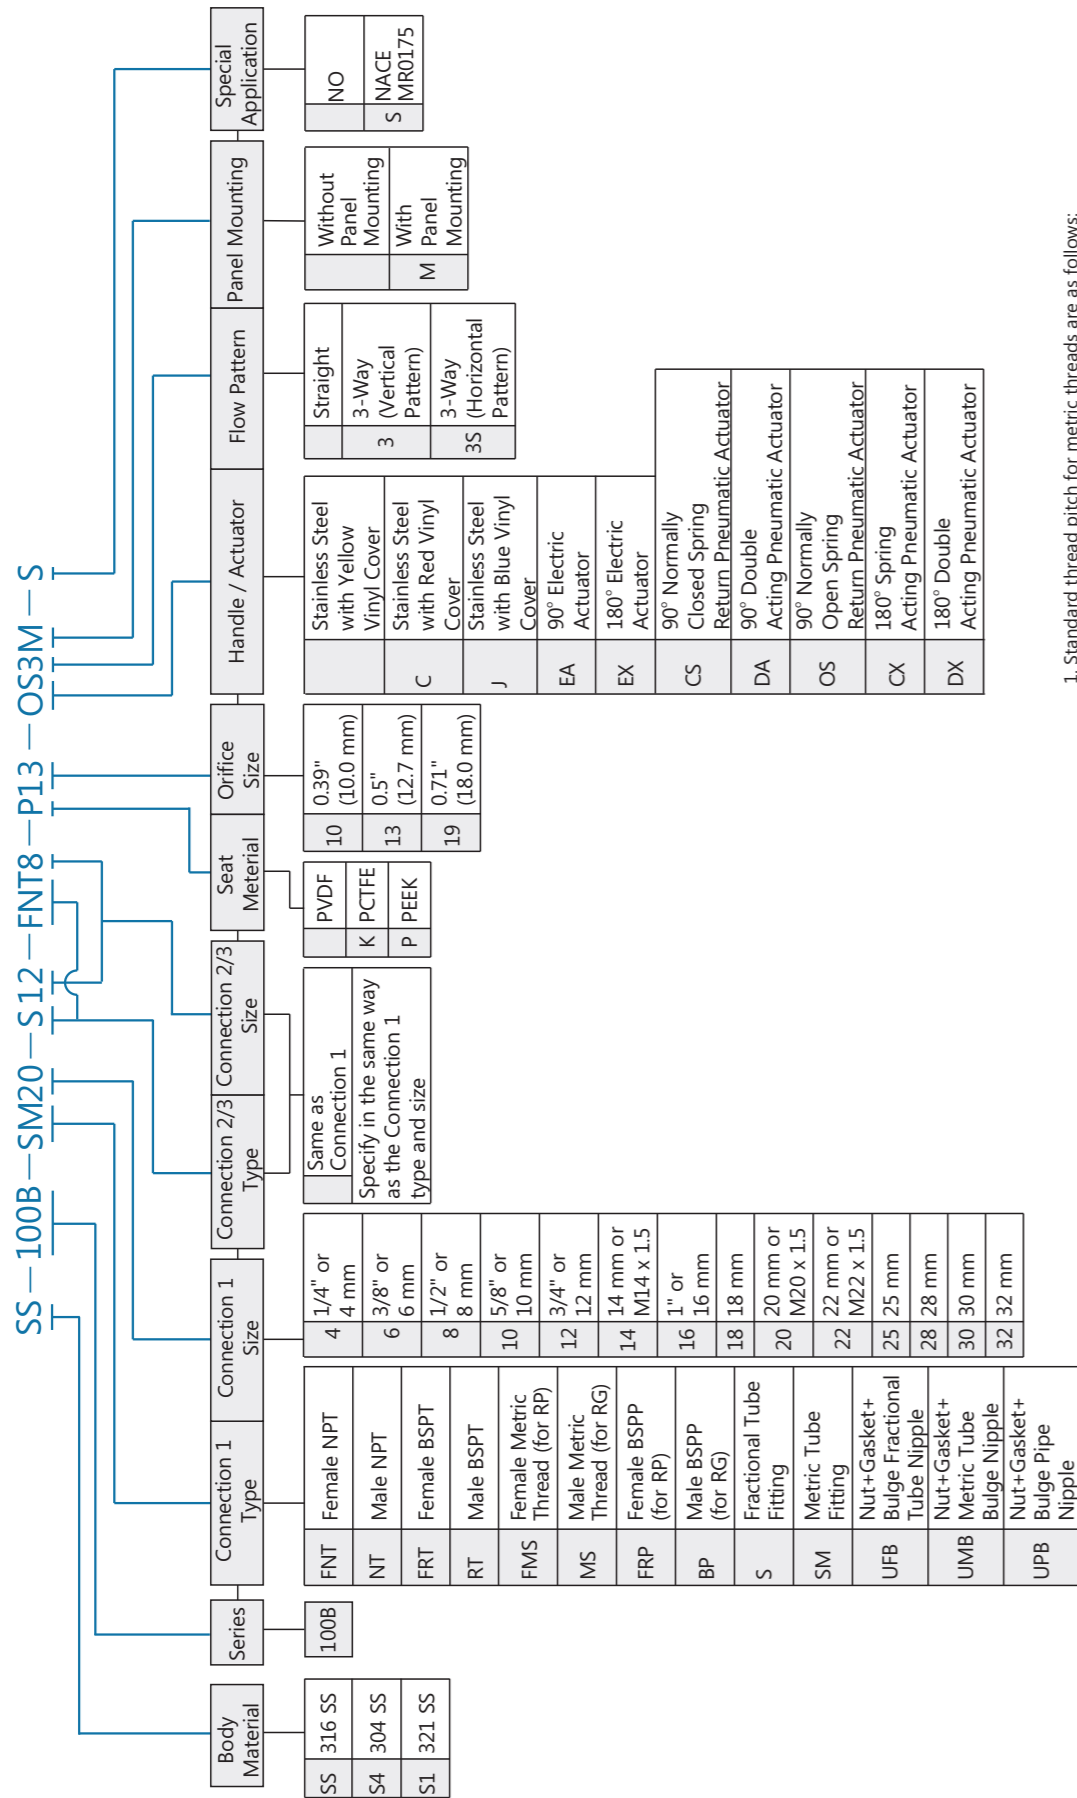 SS — 100B — SM20 — S12 — FNT8 — P13 — OS3M — S
Body
Material
SS 316 SS
S4 304 SS
S1 321 SS
Series
100B
Connection 1
Type
FNT Female NPT
NT Male NPT
FRT Female BSPT
RT Male BSPT
FMS Female Metric
Thread (for RP)
MS Male Metric
Thread (for RG)
FRP Female BSPP
(for RP)
BP Male BSPP
(for RG)
S Fractional Tube
Fitting
SM Metric Tube
Fitting
UFB Nut+Gasket+
Bulge Fractional
Tube Nipple
UMB Nut+Gasket+
Metric Tube
Bulge Nipple
UPB Nut+Gasket+
Bulge Pipe
Nipple
Connection 1
Size
4 1/4" or
4 mm
6 3/8" or
6 mm
8 1/2" or
8 mm
10 5/8" or
10 mm
12 3/4" or
12 mm
14 14 mm or
M14 x 1.5
16 1" or
16 mm
18 18 mm
20 20 mm or
M20 x 1.5
22 22 mm or
M22 x 1.5
25 25 mm
28 28 mm
30 30 mm
32 32 mm
Connection 2/3
Type
Connection 2/3
Size
Same as
Connection 1
Specify in the same way
as the Connection 1
type and size
Seat
Meterial
PVDF
K PCTFE
P PEEK
Orifice
Size
10 0.39"
(10.0 mm)
13 0.5"
(12.7 mm)
19 0.71"
(18.0 mm)
Handle / Actuator
Stainless Steel
with Yellow
Vinyl Cover
C Stainless Steel
with Red Vinyl
Cover
J Stainless Steel
with Blue Vinyl
Cover
EA 90° Electric
Actuator
EX 180° Electric
Actuator
CS 90° Normally
Closed Spring
Return Pneumatic Actuator
DA 90° Double
Acting Pneumatic Actuator
OS 90° Normally
Open Spring
Return Pneumatic Actuator
CX 180° Spring
Acting Pneumatic Actuator
DX 180° Double
Acting Pneumatic Actuator
Flow Pattern
Straight
3 3-Way
(Vertical
Pattern)
3S 3-Way
(Horizontal
Pattern)
Panel Mounting
Without
Panel
Mounting
M With
Panel
Mounting
Special
Application
NO
S NACE
MR0175
1. Standard thread pitch for metric threads are as follows: